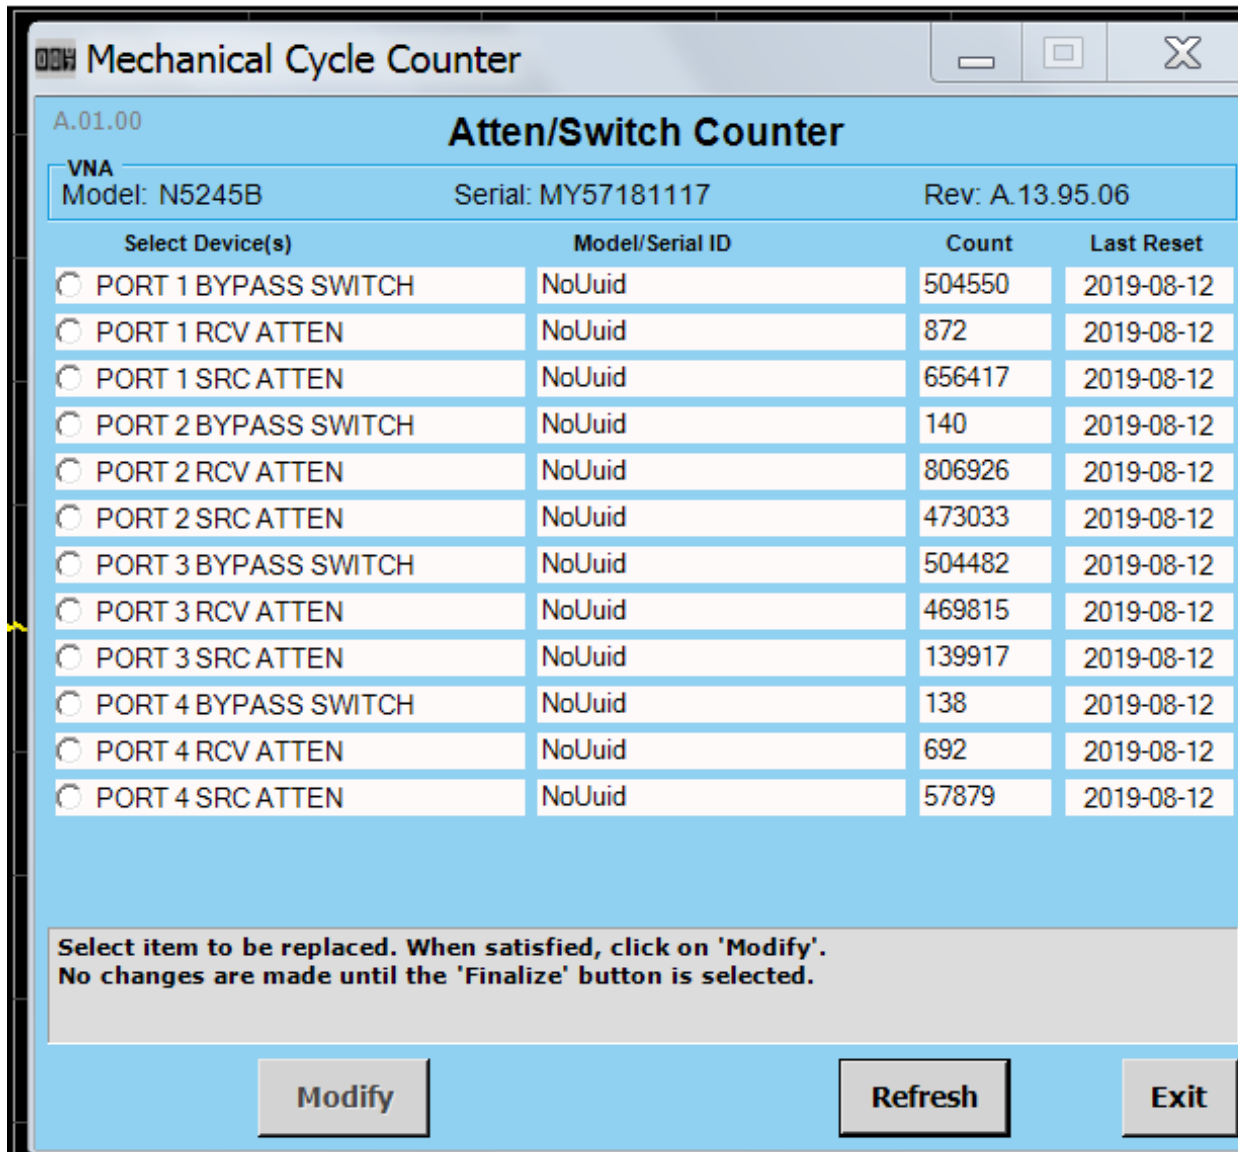 Mechanical Cycle Counter
A.01.00
Atten/Switch Counter
VNA
Model: N5245B Serial: MY57181117 Rev: A.13.95.06
Select Device(s) Model/Serial ID Count Last Reset
PORT 1 BYPASS SWITCH NoUuid 504550 2019-08-12
PORT 1 RCV ATTEN NoUuid 872 2019-08-12
PORT 1 SRC ATTEN NoUuid 656417 2019-08-12
PORT 2 BYPASS SWITCH NoUuid 140 2019-08-12
PORT 2 RCV ATTEN NoUuid 806926 2019-08-12
PORT 2 SRC ATTEN NoUuid 473033 2019-08-12
PORT 3 BYPASS SWITCH NoUuid 504482 2019-08-12
PORT 3 RCV ATTEN NoUuid 469815 2019-08-12
PORT 3 SRC ATTEN NoUuid 139917 2019-08-12
PORT 4 BYPASS SWITCH NoUuid 138 2019-08-12
PORT 4 RCV ATTEN NoUuid 692 2019-08-12
PORT 4 SRC ATTEN NoUuid 57879 2019-08-12
Select item to be replaced. When satisfied, click on 'Modify'.
No changes are made until the 'Finalize' button is selected.
Modify Refresh Exit